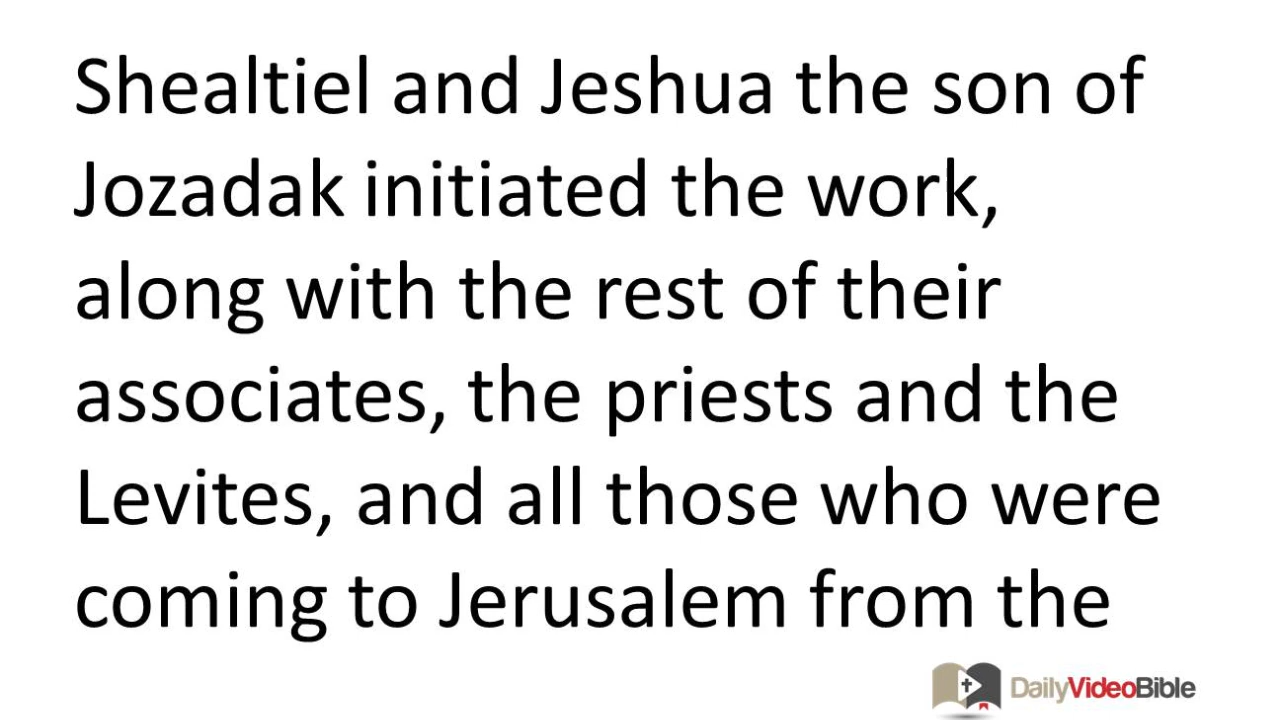 Shealtiel and Jeshua the son of
Jozadak initiated the work,
along with the rest of their
associates, the priests and the
Levites, and all those who were
coming to Jerusalem from the
DailyVideoBible